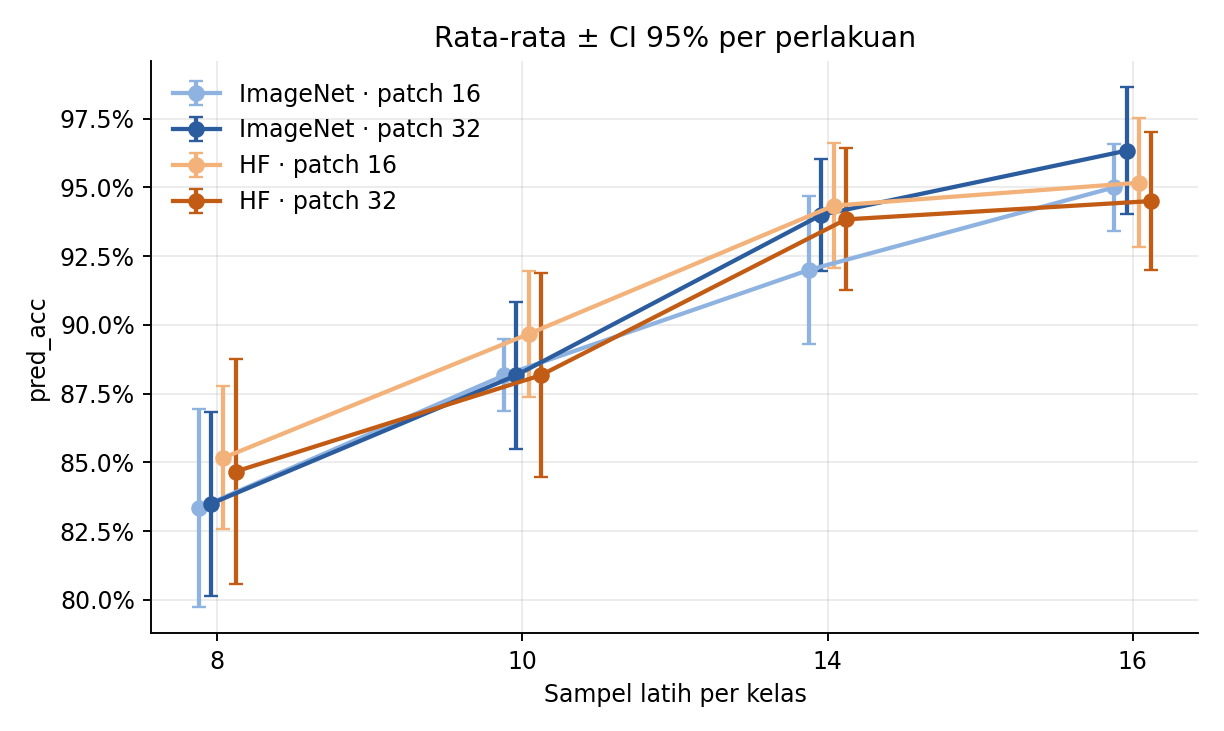 Rata-rata ± CI 95% per perlakuan
ImageNet · patch 16
ImageNet · patch 32
HF · patch 16
HF · patch 32
97.5%
95.0%
92.5%
90.0%
87.5%
85.0%
82.5%
80.0%
pred_acc
8 10 14 16
Sampel latih per kelas